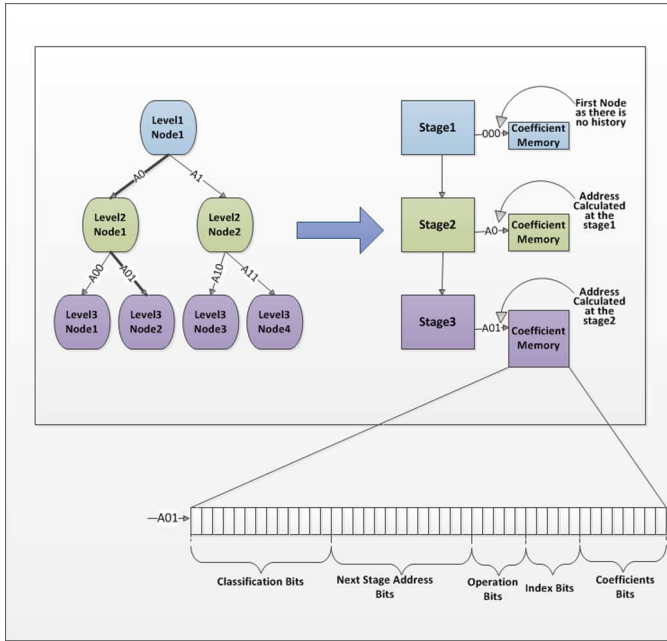 Level1
Node1
A0
A1
Level2
Node1
Level2
Node2
A00
A01
A10
A11
Level3
Node1
Level3
Node2
Level3
Node3
Level3
Node4
Stage1
000
Coefficient
Memory
First Node
as there is
no history
Stage2
A0
Coefficient
Memory
Address
Calculated
at the
stage1
Stage3
A01
Coefficient
Memory
Address
Calculated
at the
stage2
A01
Classification Bits
Next Stage Address
Bits
Operation
Bits
Index Bits
Coefficients
Bits